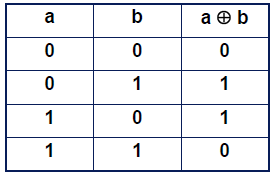 a b a ⊕ b
0 0 0
0 1 1
1 0 1
1 1 0